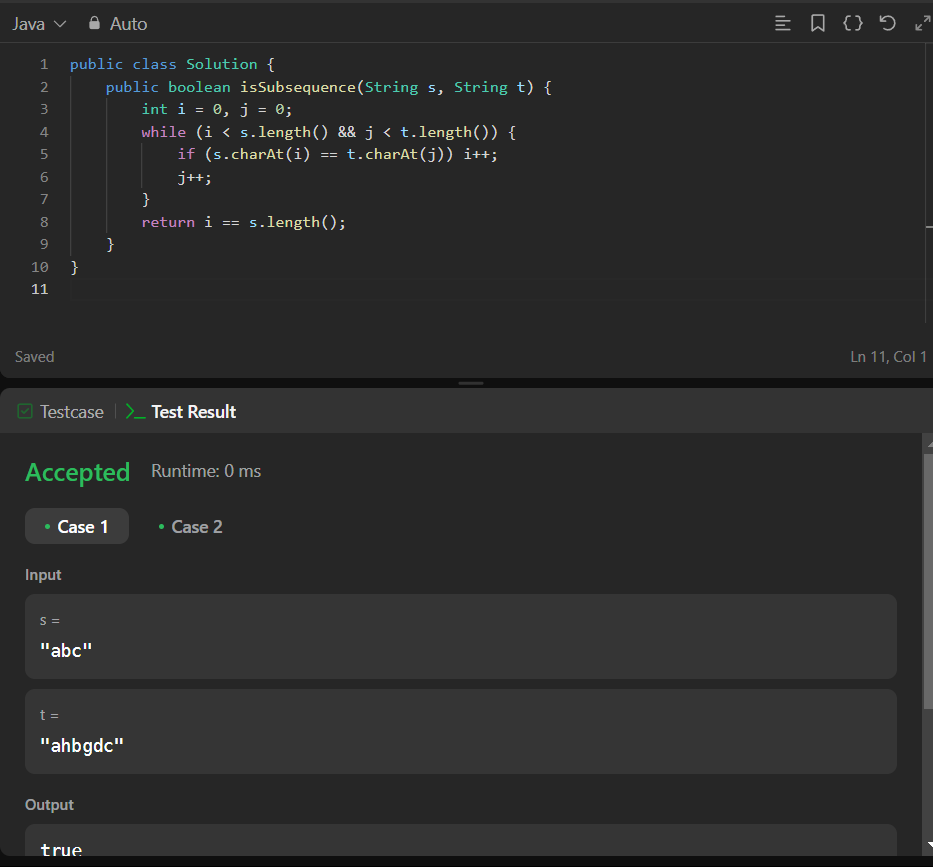 Java Auto
1 public class Solution {
2     public boolean isSubsequence(String s, String t) {
3         int i = 0, j = 0;
4         while (i < s.length() && j < t.length()) {
5             if (s.charAt(i) == t.charAt(j)) i++;
6             j++;
7         }
8         return i == s.length();
9     }
10 }
11
Saved Ln 11, Col 1
Testcase Test Result
Accepted Runtime: 0 ms
Case 1 Case 2
Input
s =
"abc"
t =
"ahbgdc"
Output
true